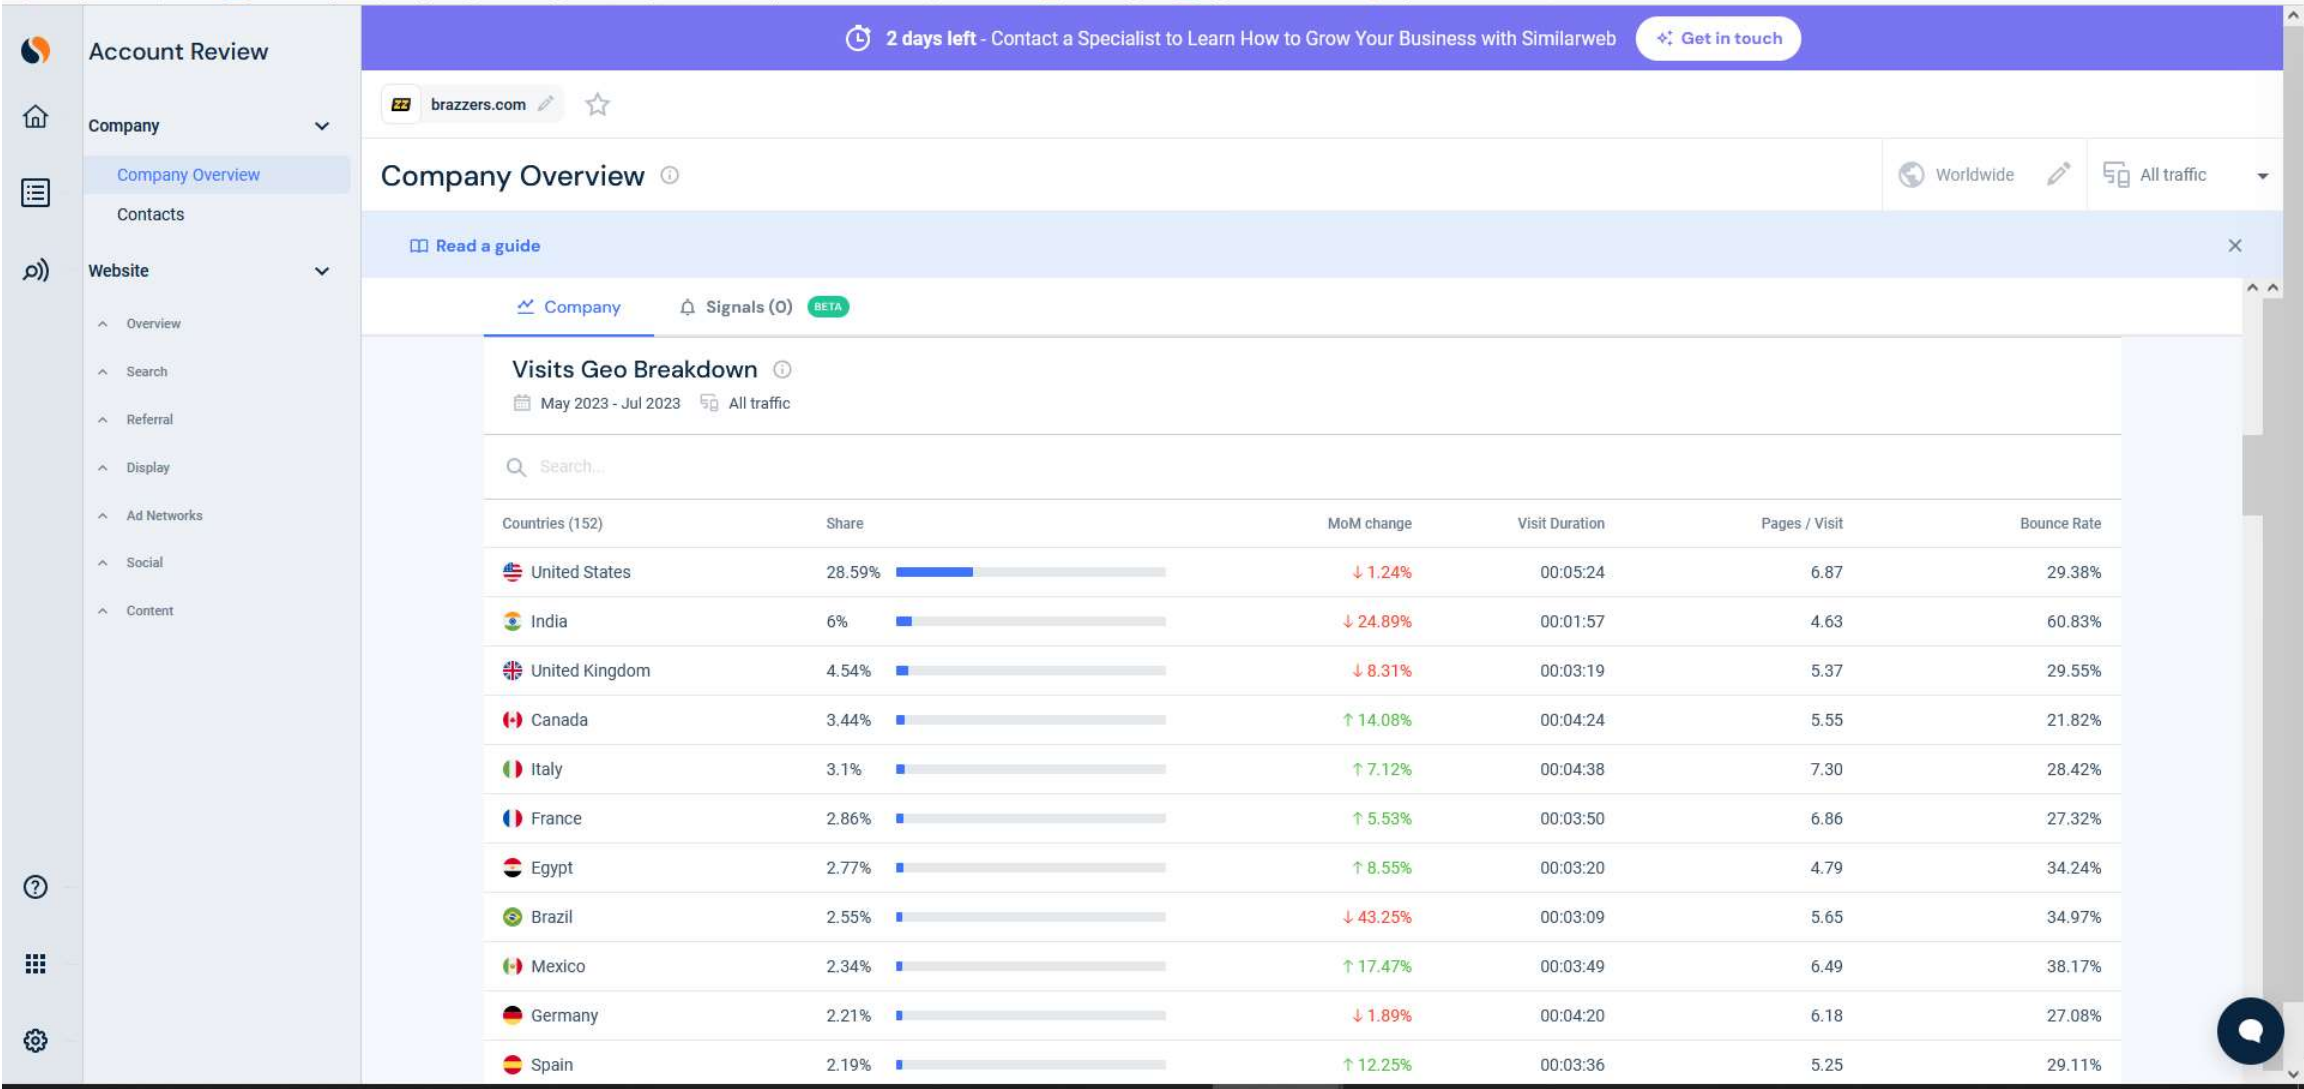 2 days left - Contact a Specialist to Learn How to Grow Your Business with Similarweb Get in touch
Account Review
Company
Company Overview
Contacts
Website
Overview
Search
Referral
Display
Ad Networks
Social
Content
brazzers.com
Company Overview
Worldwide All traffic
Read a guide
Company Signals (0) BETA
Visits Geo Breakdown
May 2023 - Jul 2023 All traffic
Search...
Countries (152) Share MoM change Visit Duration Pages / Visit Bounce Rate
United States 28.59% ↓ 1.24% 00:05:24 6.87 29.38%
India 6% ↓ 24.89% 00:01:57 4.63 60.83%
United Kingdom 4.54% ↓ 8.31% 00:03:19 5.37 29.55%
Canada 3.44% ↑ 14.08% 00:04:24 5.55 21.82%
Italy 3.1% ↑ 7.12% 00:04:38 7.30 28.42%
France 2.86% ↑ 5.53% 00:03:50 6.86 27.32%
Egypt 2.77% ↑ 8.55% 00:03:20 4.79 34.24%
Brazil 2.55% ↓ 43.25% 00:03:09 5.65 34.97%
Mexico 2.34% ↑ 17.47% 00:03:49 6.49 38.17%
Germany 2.21% ↓ 1.89% 00:04:20 6.18 27.08%
Spain 2.19% ↑ 12.25% 00:03:36 5.25 29.11%